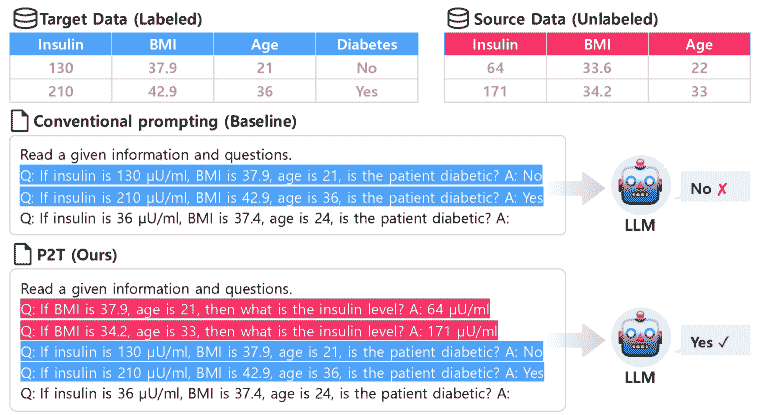 Target Data (Labeled)
Source Data (Unlabeled)
Insulin BMI Age Diabetes
130 37.9 21 No
210 42.9 36 Yes
Insulin BMI Age
64 33.6 22
171 34.2 33
Conventional prompting (Baseline)
Read a given information and questions.
Q: If insulin is 130 μU/ml, BMI is 37.9, age is 21, is the patient diabetic? A: No
Q: If insulin is 210 μU/ml, BMI is 42.9, age is 36, is the patient diabetic? A: Yes
Q: If insulin is 36 μU/ml, BMI is 37.4, age is 24, is the patient diabetic? A:
No ✗
LLM
P2T (Ours)
Read a given information and questions.
Q: If BMI is 37.9, age is 21, then what is the insulin level? A: 64 μU/ml
Q: If BMI is 34.2, age is 33, then what is the insulin level? A: 171 μU/ml
Q: If insulin is 130 μU/ml, BMI is 37.9, age is 21, is the patient diabetic? A: No
Q: If insulin is 210 μU/ml, BMI is 42.9, age is 36, is the patient diabetic? A: Yes
Q: If insulin is 36 μU/ml, BMI is 37.4, age is 24, is the patient diabetic? A:
Yes ✓
LLM